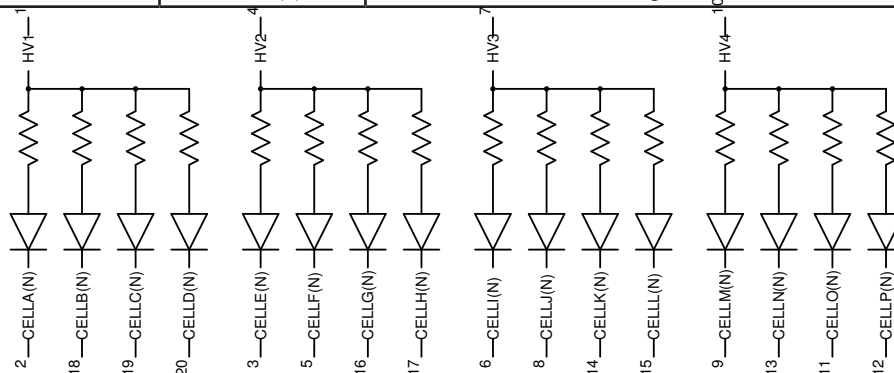 1
4
7
10
HV1
HV2
HV3
HV4
CELLA(N)
CELLB(N)
CELLC(N)
CELLD(N)
CELLE(N)
CELLF(N)
CELLG(N)
CELLH(N)
CELLI(N)
CELLJ(N)
CELLK(N)
CELLL(N)
CELLM(N)
CELLN(N)
CELLO(N)
CELLP(N)
2
18
19
20
3
5
16
17
6
8
14
15
9
13
11
12